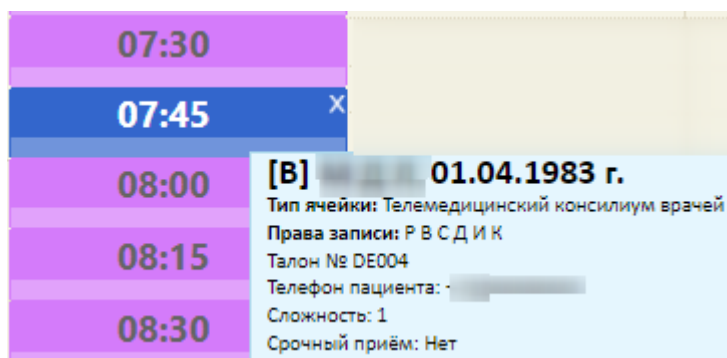 07:30
07:45 X
08:00
08:15
08:30
[В] 01.04.1983 г.
Тип ячейки: Телемедицинский консилиум врачей
Права записи: Р В С Д И К
Талон № DE004
Телефон пациента:
Сложность: 1
Срочный приём: Нет